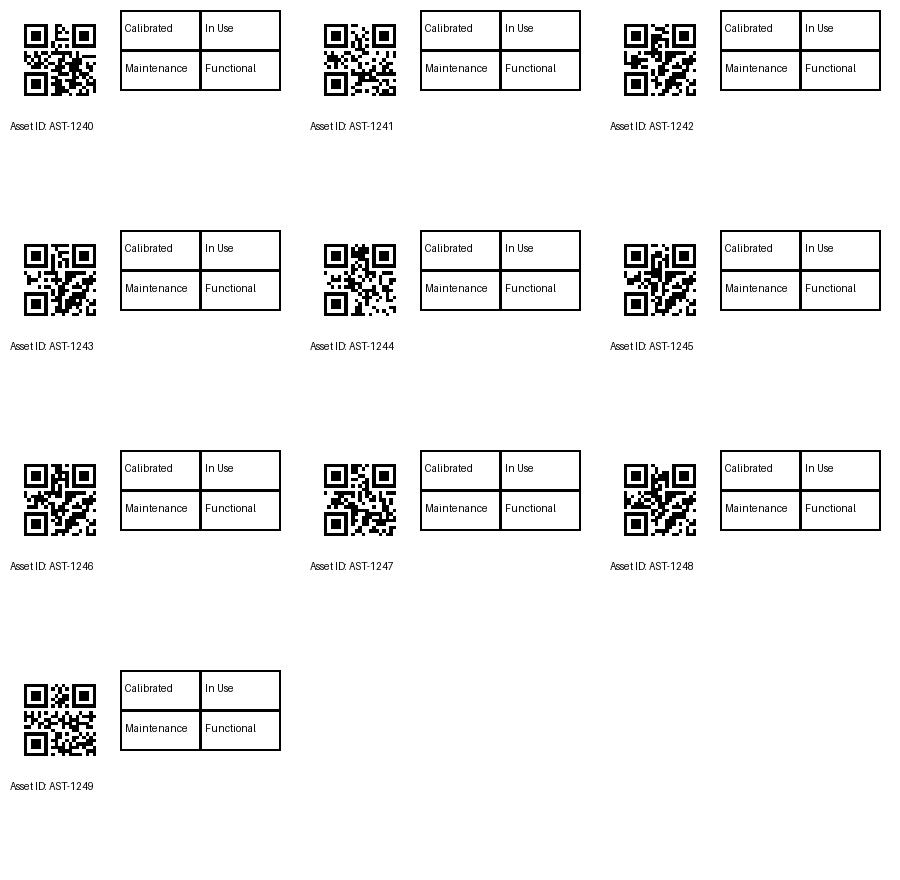 Calibrated In Use Calibrated In Use Calibrated In Use
Maintenance Functional Maintenance Functional Maintenance Functional
Asset ID: AST-1240 Asset ID: AST-1241 Asset ID: AST-1242
Calibrated In Use Calibrated In Use Calibrated In Use
Maintenance Functional Maintenance Functional Maintenance Functional
Asset ID: AST-1243 Asset ID: AST-1244 Asset ID: AST-1245
Calibrated In Use Calibrated In Use Calibrated In Use
Maintenance Functional Maintenance Functional Maintenance Functional
Asset ID: AST-1246 Asset ID: AST-1247 Asset ID: AST-1248
Calibrated In Use
Maintenance Functional
Asset ID: AST-1249